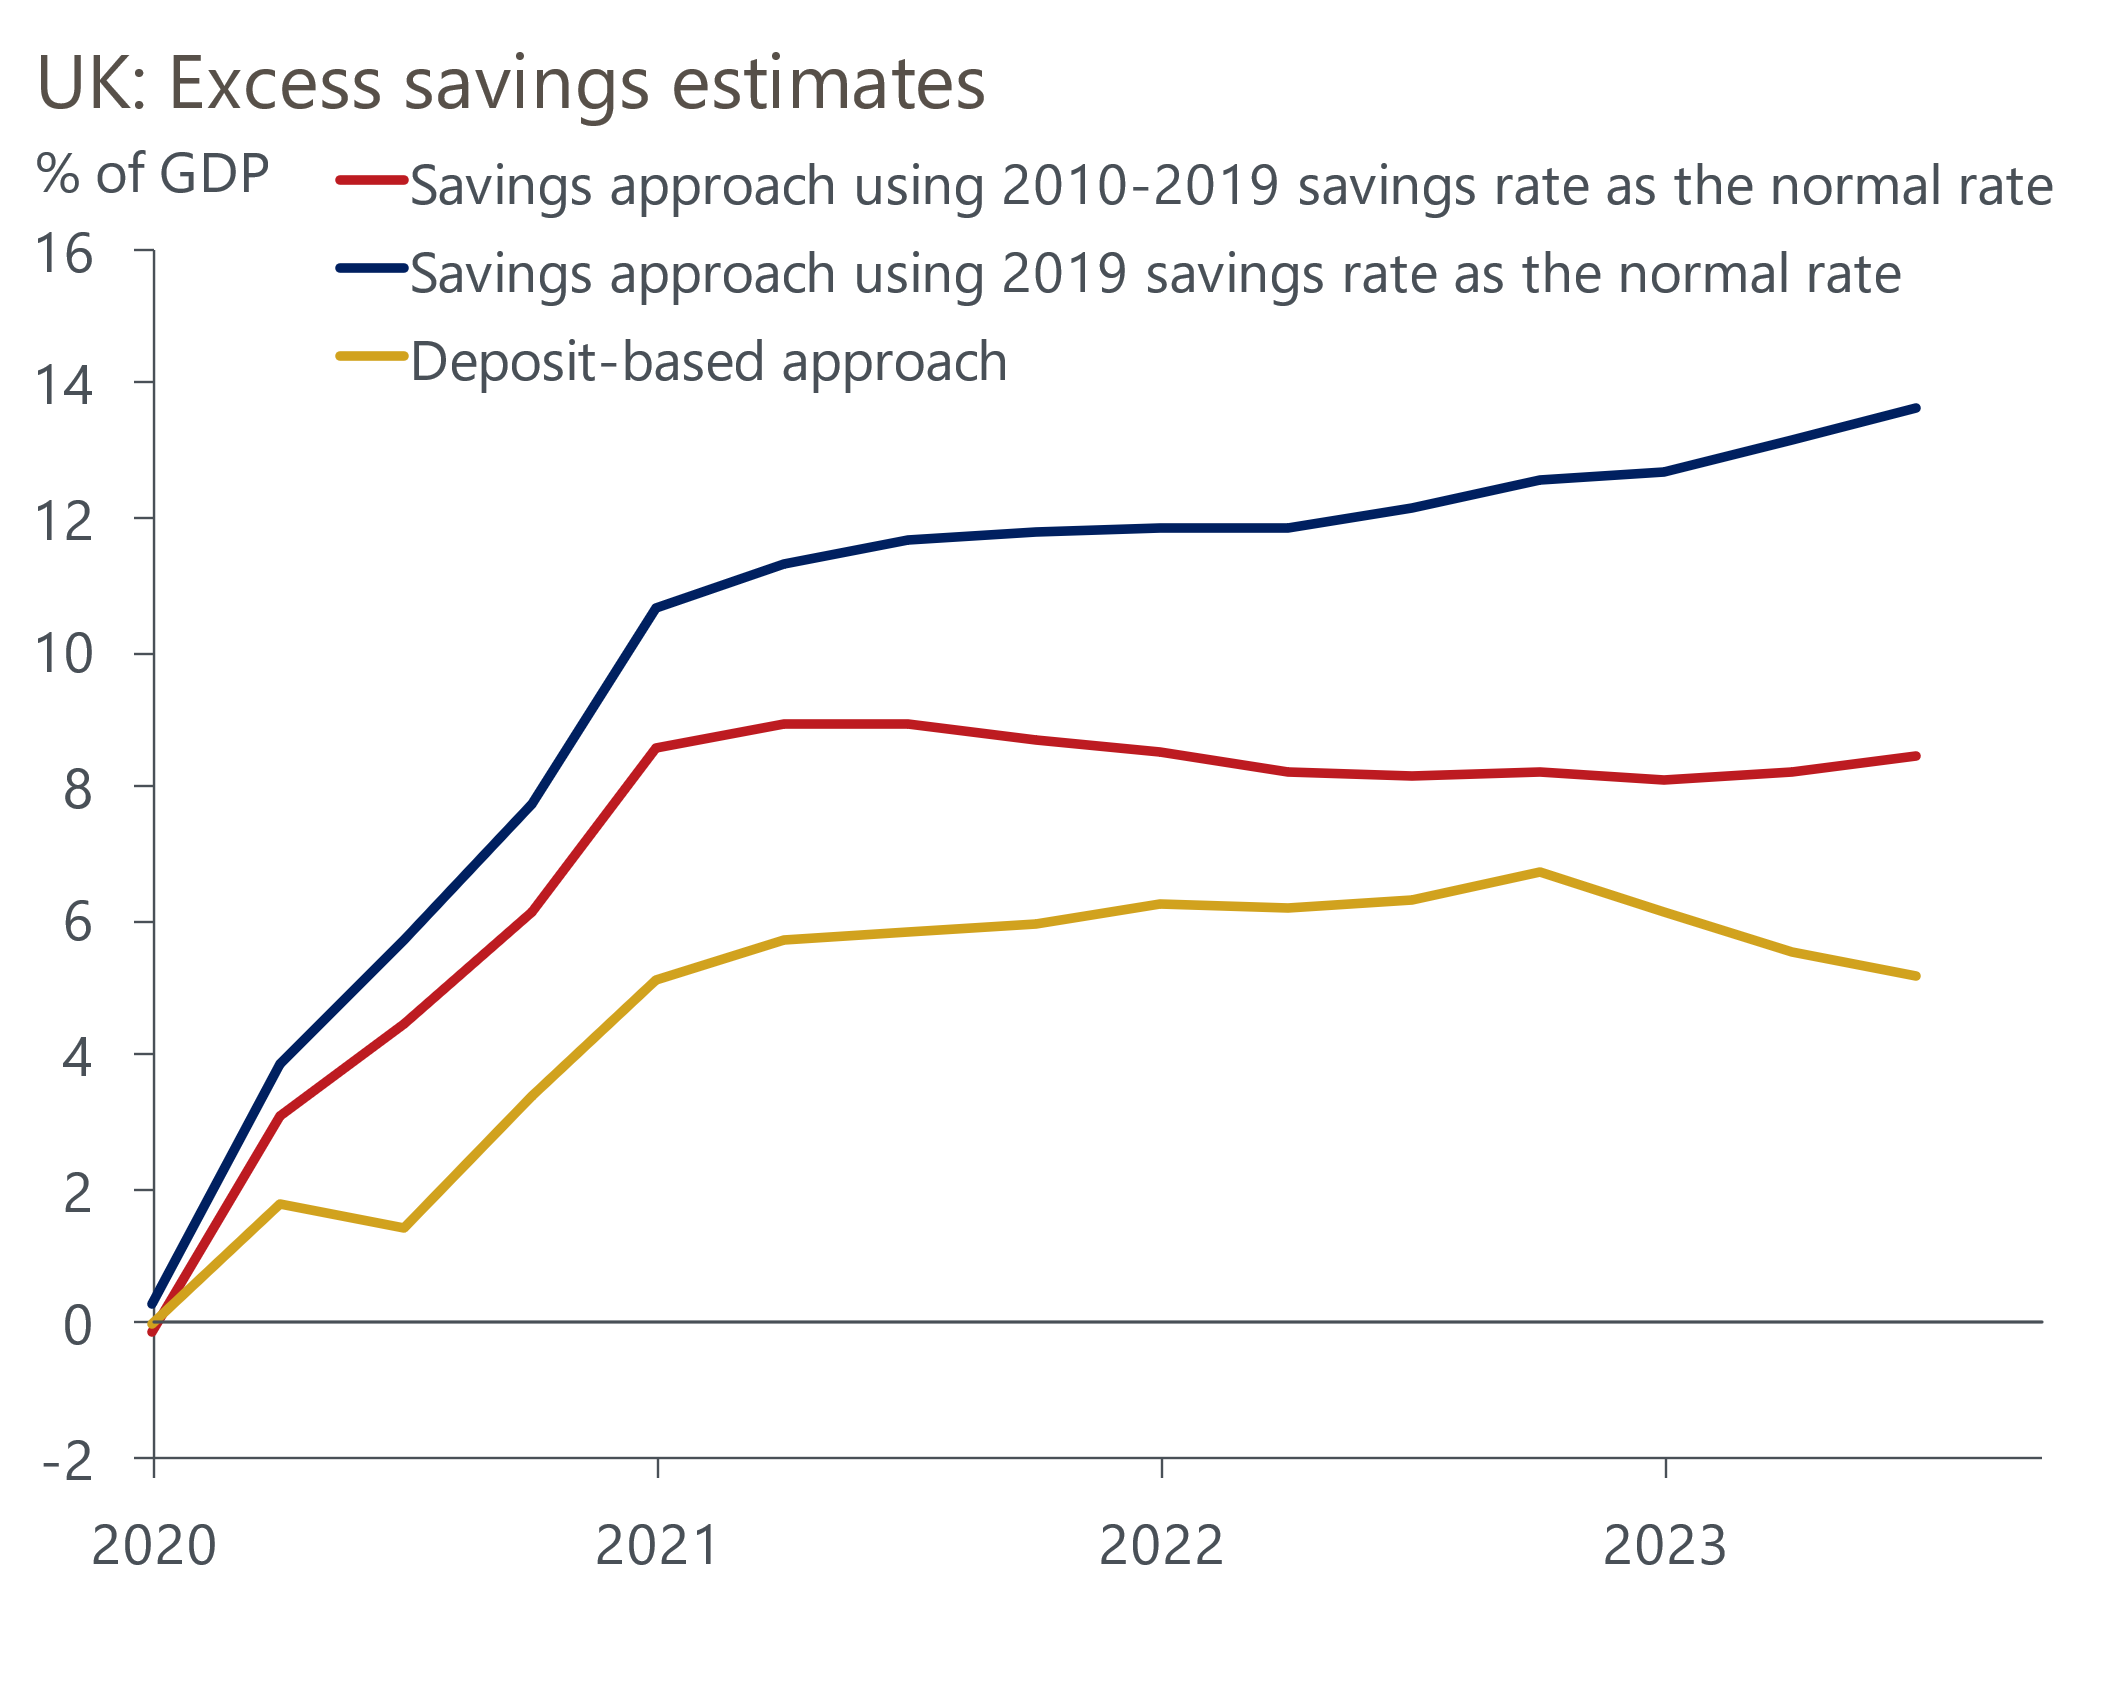 UK: Excess savings estimates
% of GDP
Savings approach using 2010-2019 savings rate as the normal rate
Savings approach using 2019 savings rate as the normal rate
Deposit-based approach
16
14
12
10
8
6
4
2
0
-2
2020 2021 2022 2023